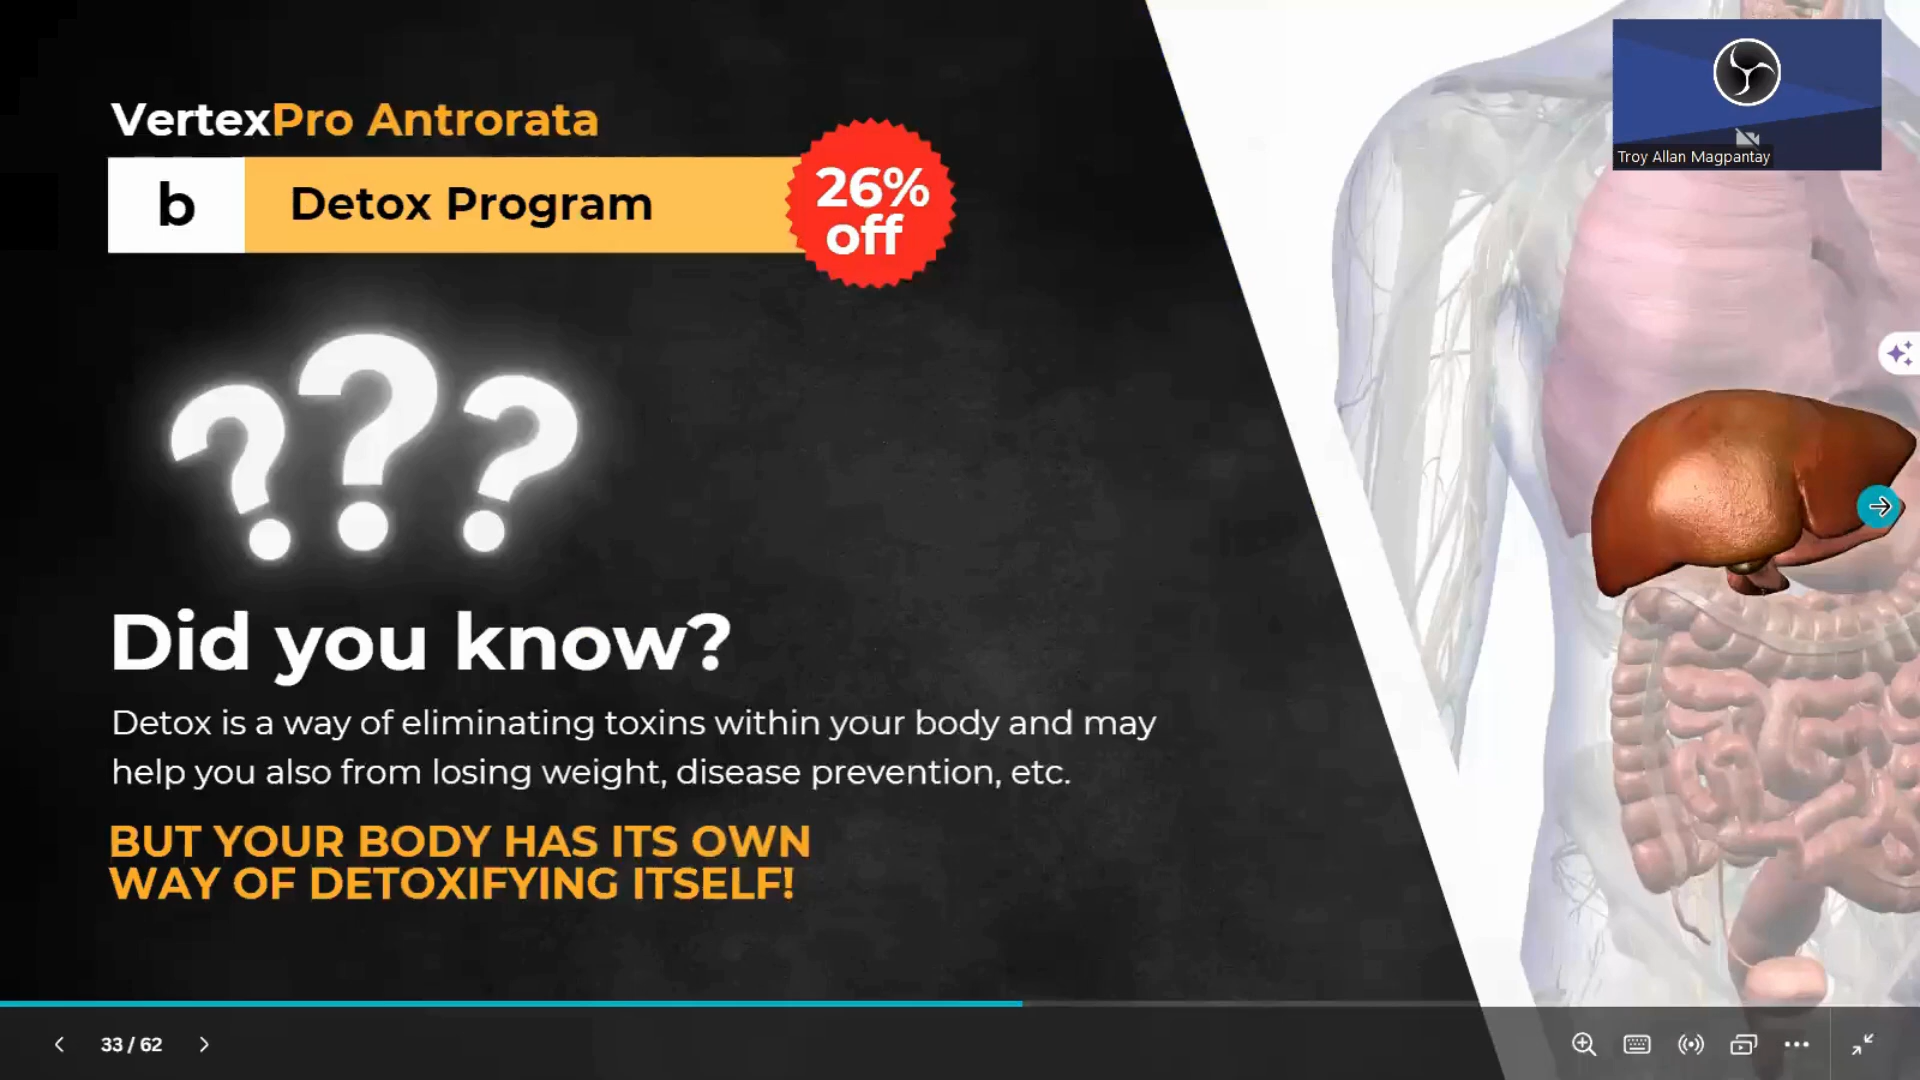 VertexPro Antrorata
b
Detox Program
26%
off
Troy Allan Magpantay
???
Did you know?
Detox is a way of eliminating toxins within your body and may
help you also from losing weight, disease prevention, etc.
BUT YOUR BODY HAS ITS OWN
WAY OF DETOXIFYING ITSELF!
33 / 62